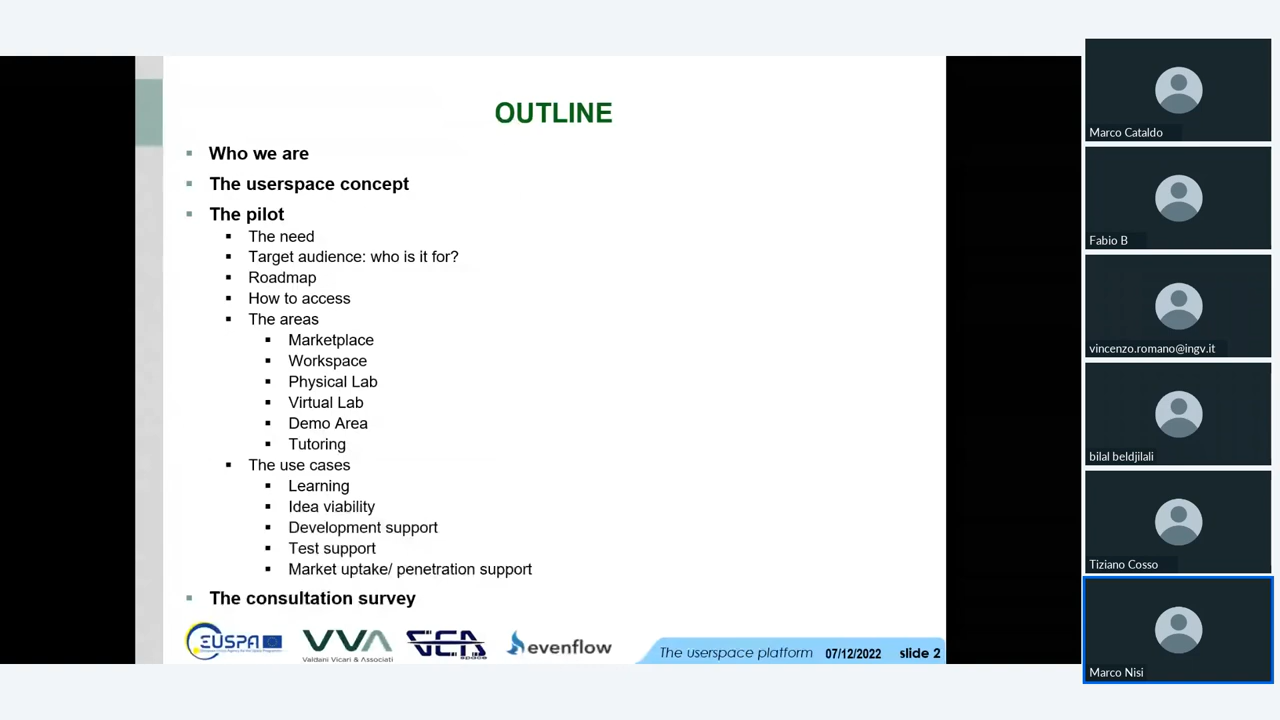 OUTLINE
Who we are
The userspace concept
The pilot
The need
Target audience: who is it for?
Roadmap
How to access
The areas
Marketplace
Workspace
Physical Lab
Virtual Lab
Demo Area
Tutoring
The use cases
Learning
Idea viability
Development support
Test support
Market uptake/ penetration support
The consultation survey
EUSPA
VVA
Valdani Vicari & Associati
space
evenflow
The userspace platform 07/12/2022 slide 2
Marco Cataldo
Fabio B
vincenzo.romano@ingv.it
bilal beldjilali
Tiziano Cosso
Marco Nisi